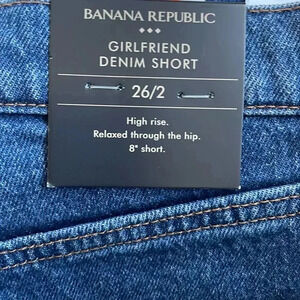 BANANA REPUBLIC
GIRLFRIEND
DENIM SHORT
26/2
High rise.
Relaxed through the hip.
8" short.